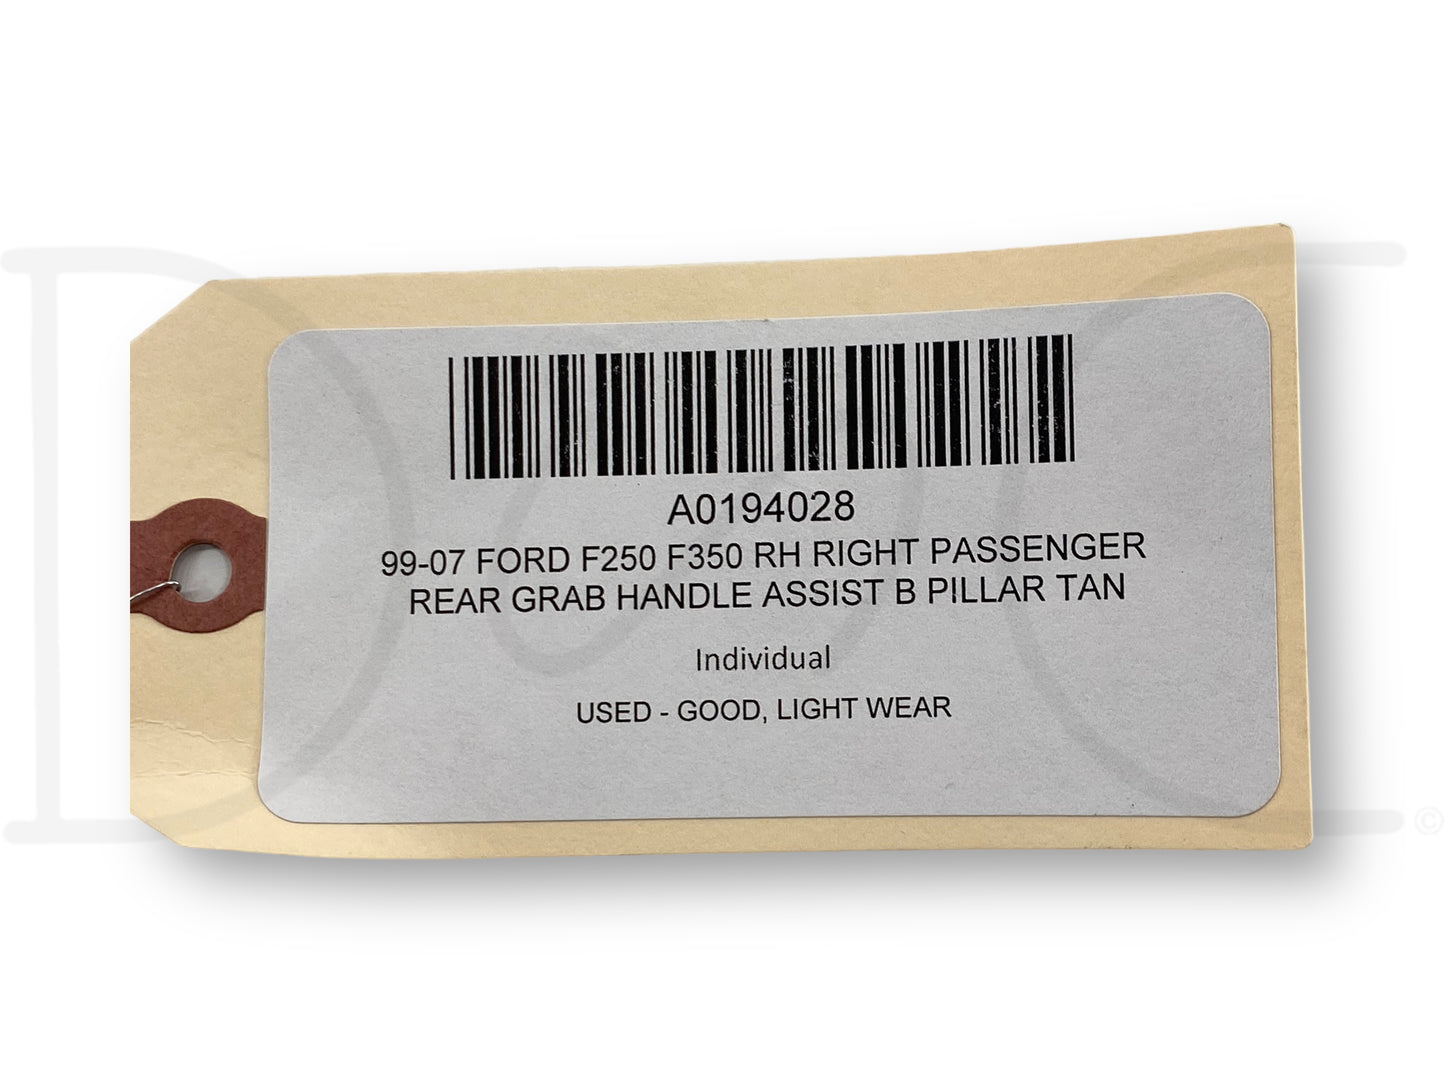 A0194028
99-07 FORD F250 F350 RH RIGHT PASSENGER
REAR GRAB HANDLE ASSIST B PILLAR TAN
Individual
USED - GOOD, LIGHT WEAR
©